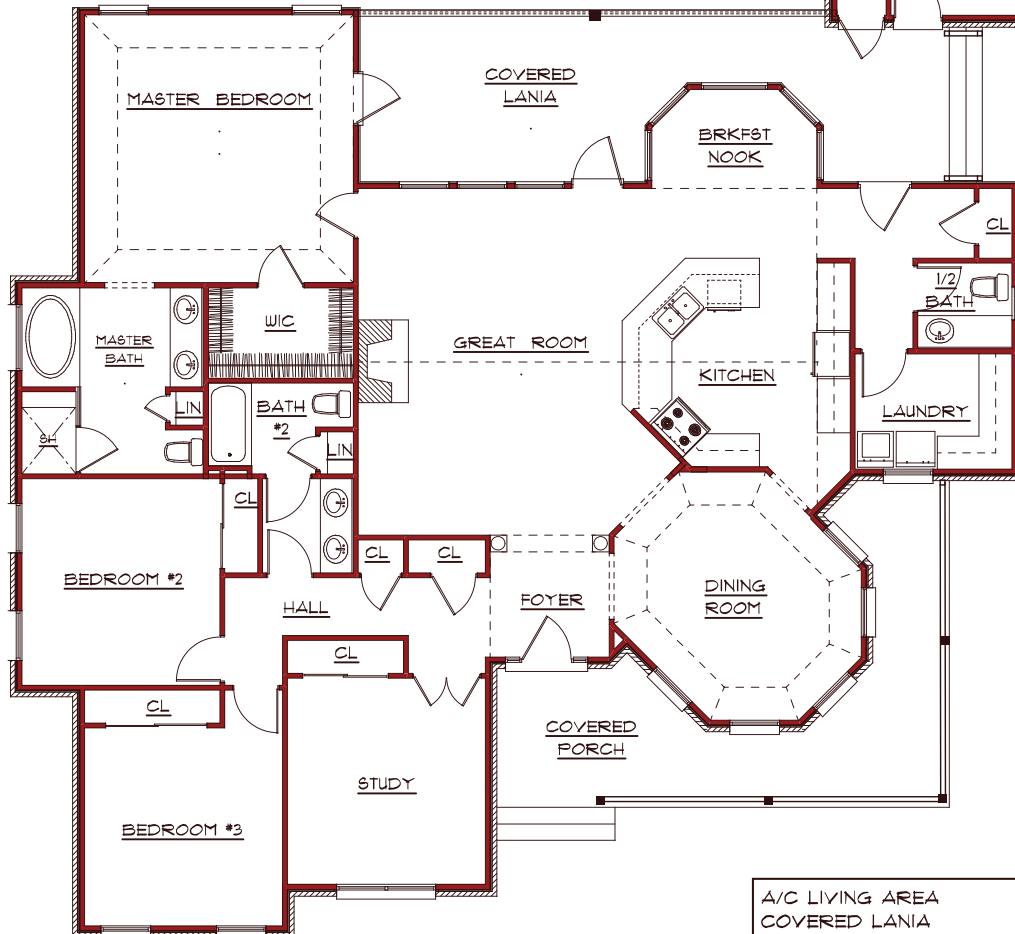 COVERED
LANIA
MASTER BEDROOM
BRKFST
NOOK
CL
1/2
BATH
WIC
MASTER
BATH
GREAT ROOM
KITCHEN
LIN
BATH
#2
LAUNDRY
SH
LIN
CL
CL
CL
BEDROOM #2
DINING
ROOM
FOYER
HALL
CL
CL
COVERED
PORCH
STUDY
BEDROOM #3
A/C LIVING AREA
COVERED LANIA